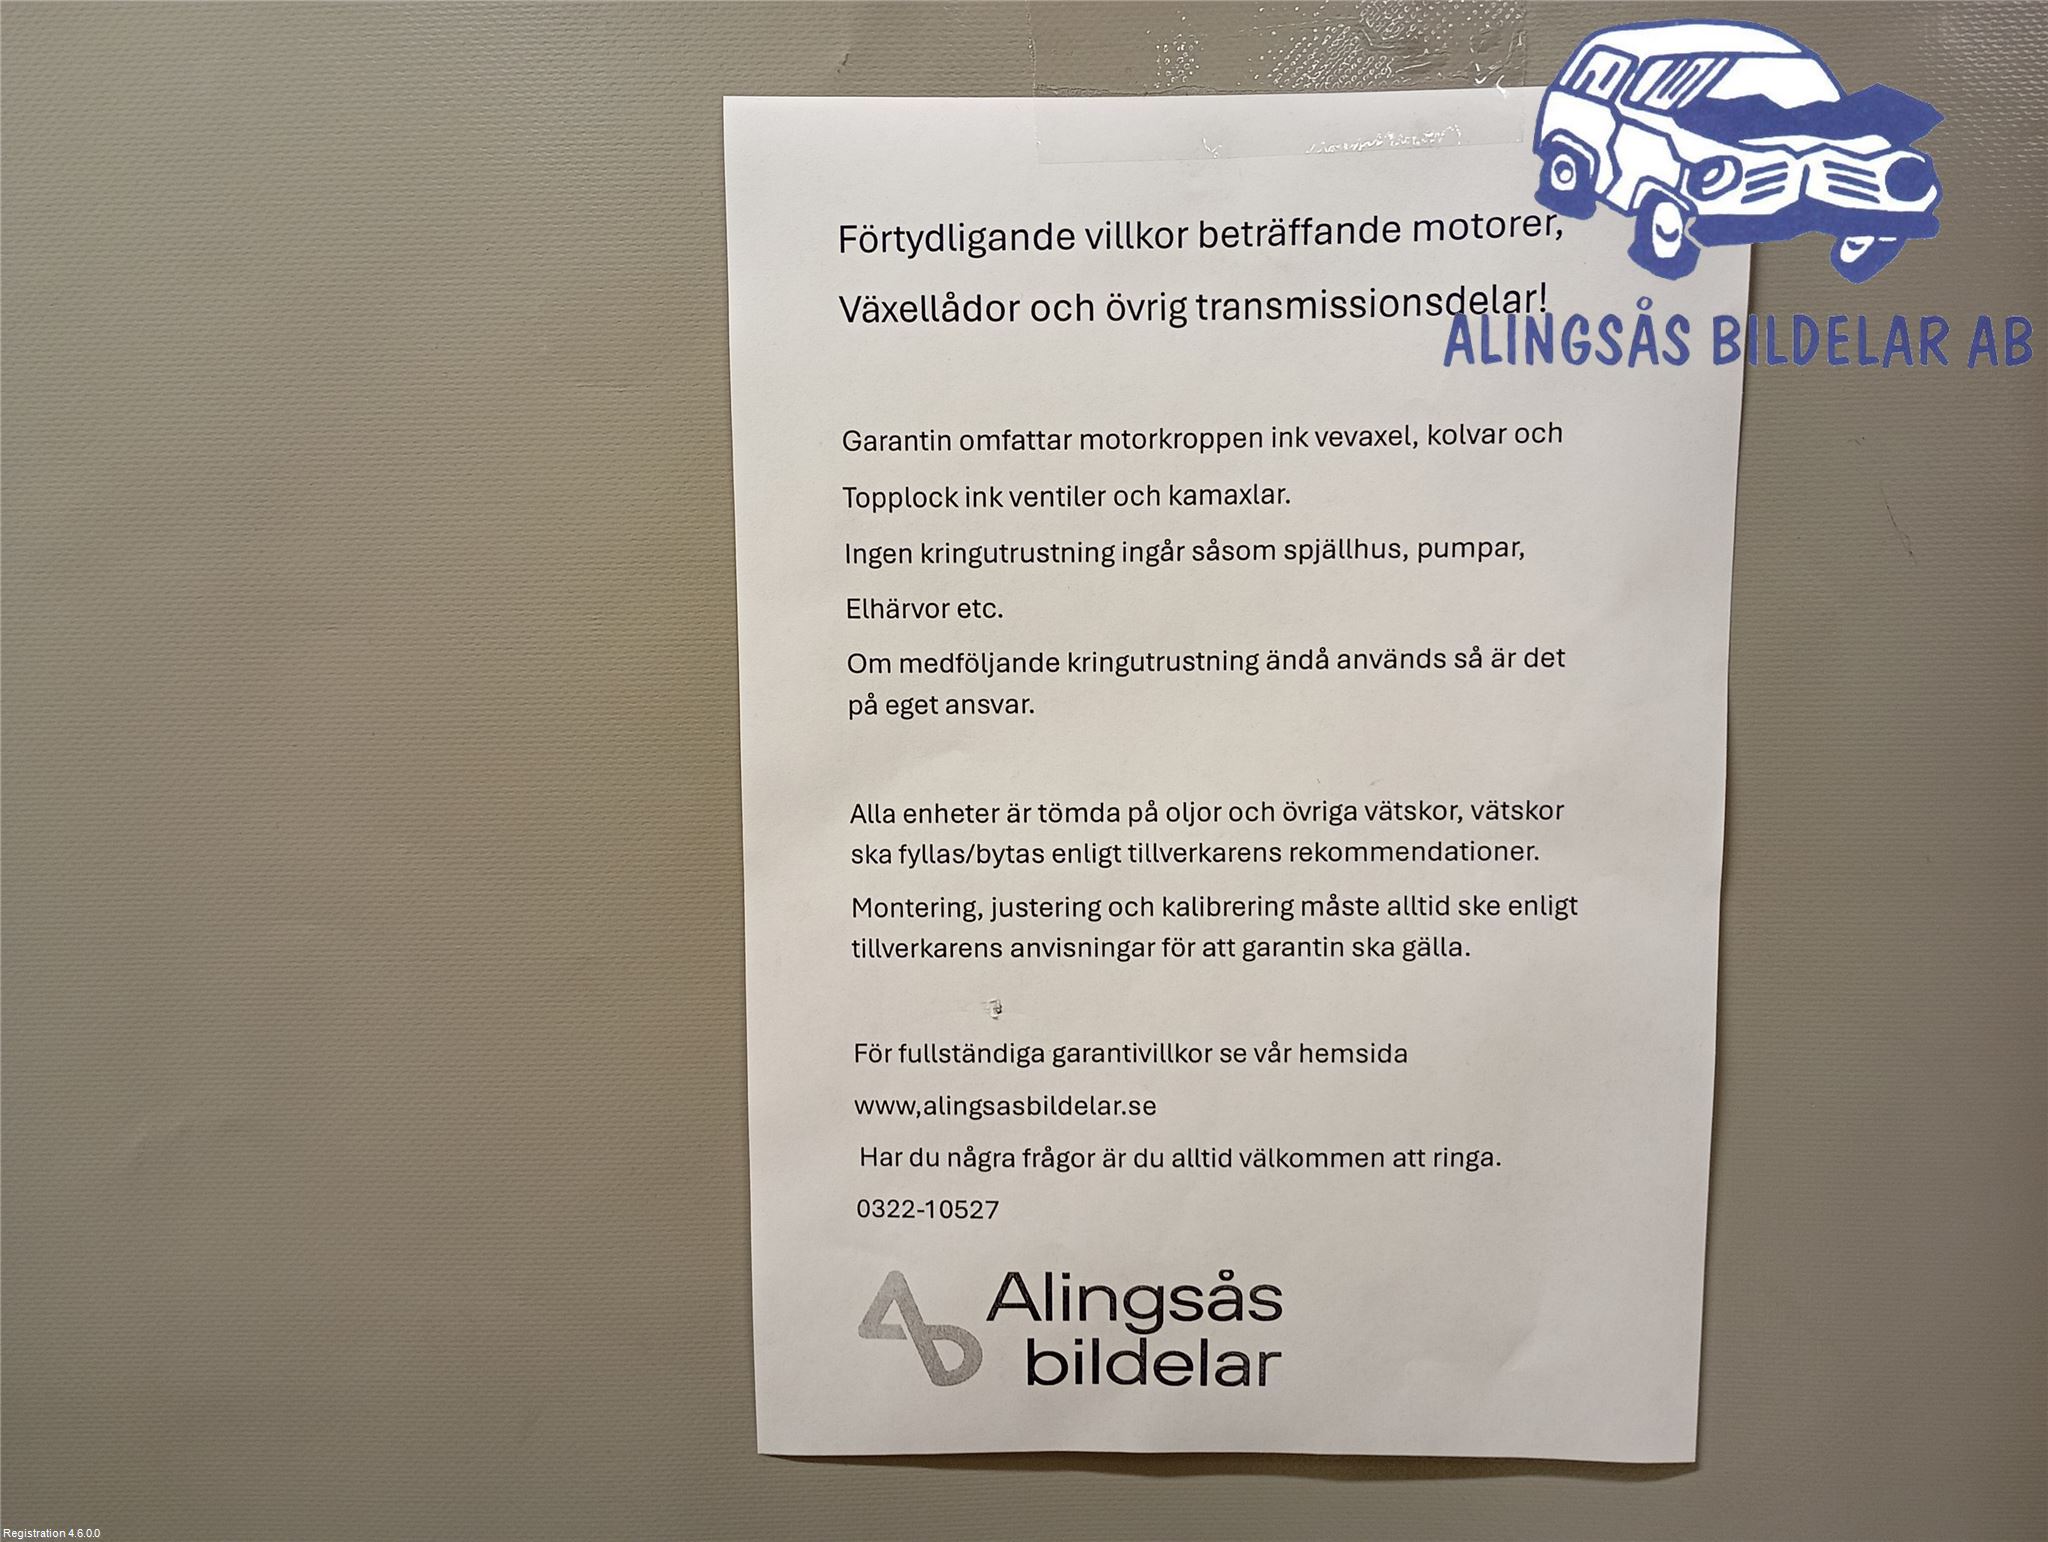 Förtydligande villkor beträffande motorer,
Växellådor och övrig transmissionsdelar!
ALINGSÅS BILDELAR AB
Garantin omfattar motorkroppen ink vevaxel, kolvar och
Topplock ink ventiler och kamaxlar.
Ingen kringutrustning ingår såsom spjällhus, pumpar,
Elhärvor etc.
Om medföljande kringutrustning ändå används så är det
på eget ansvar.
Alla enheter är tömda på oljor och övriga vätskor, vätskor
ska fyllas/bytas enligt tillverkarens rekommendationer.
Montering, justering och kalibrering måste alltid ske enligt
tillverkarens anvisningar för att garantin ska gälla.
För fullständiga garantivillkor se vår hemsida
www,alingsasbildelar.se
Har du några frågor är du alltid välkommen att ringa.
0322-10527
Alingsås
bildelar
Registration 4.6.0.0